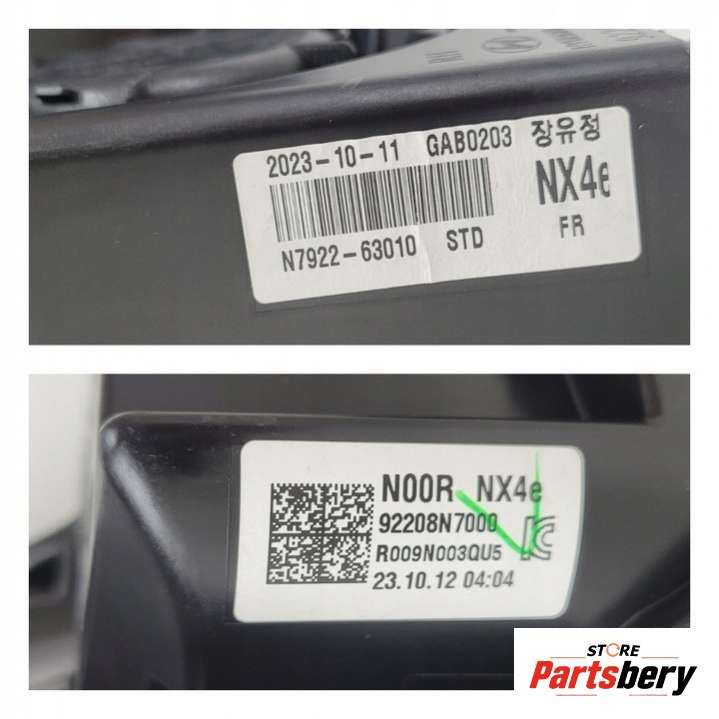 2023-10-11 GAB0203 장유정
NX4e
N7922-63010 STD
FR
N00R NX4e
92208N7000
R009N003QU5
23.10.12 04:04
STORE
Partsbery